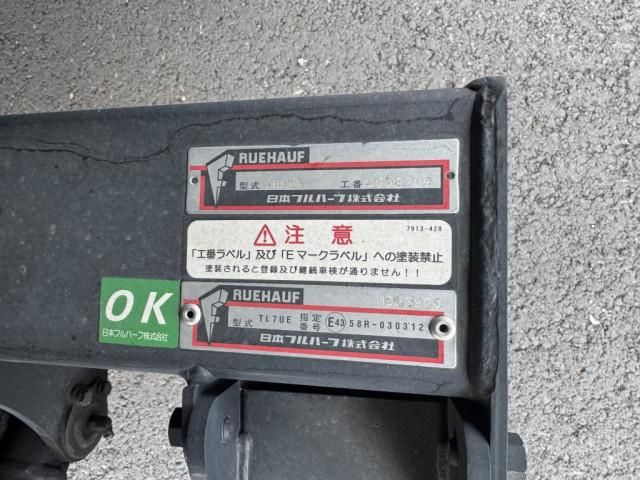 RUEHAUF
型式
工番
日本フルハーフ株式会社
注意
7913-428
「工番ラベル」及び「Eマークラベル」への塗装禁止
塗装されると登録及び継続車検が通りません！！
OK
日本フルハーフ株式会社
RUEHAUF
型式 TL7UE 指定番号 E43 58R-030312
日本フルハーフ株式会社